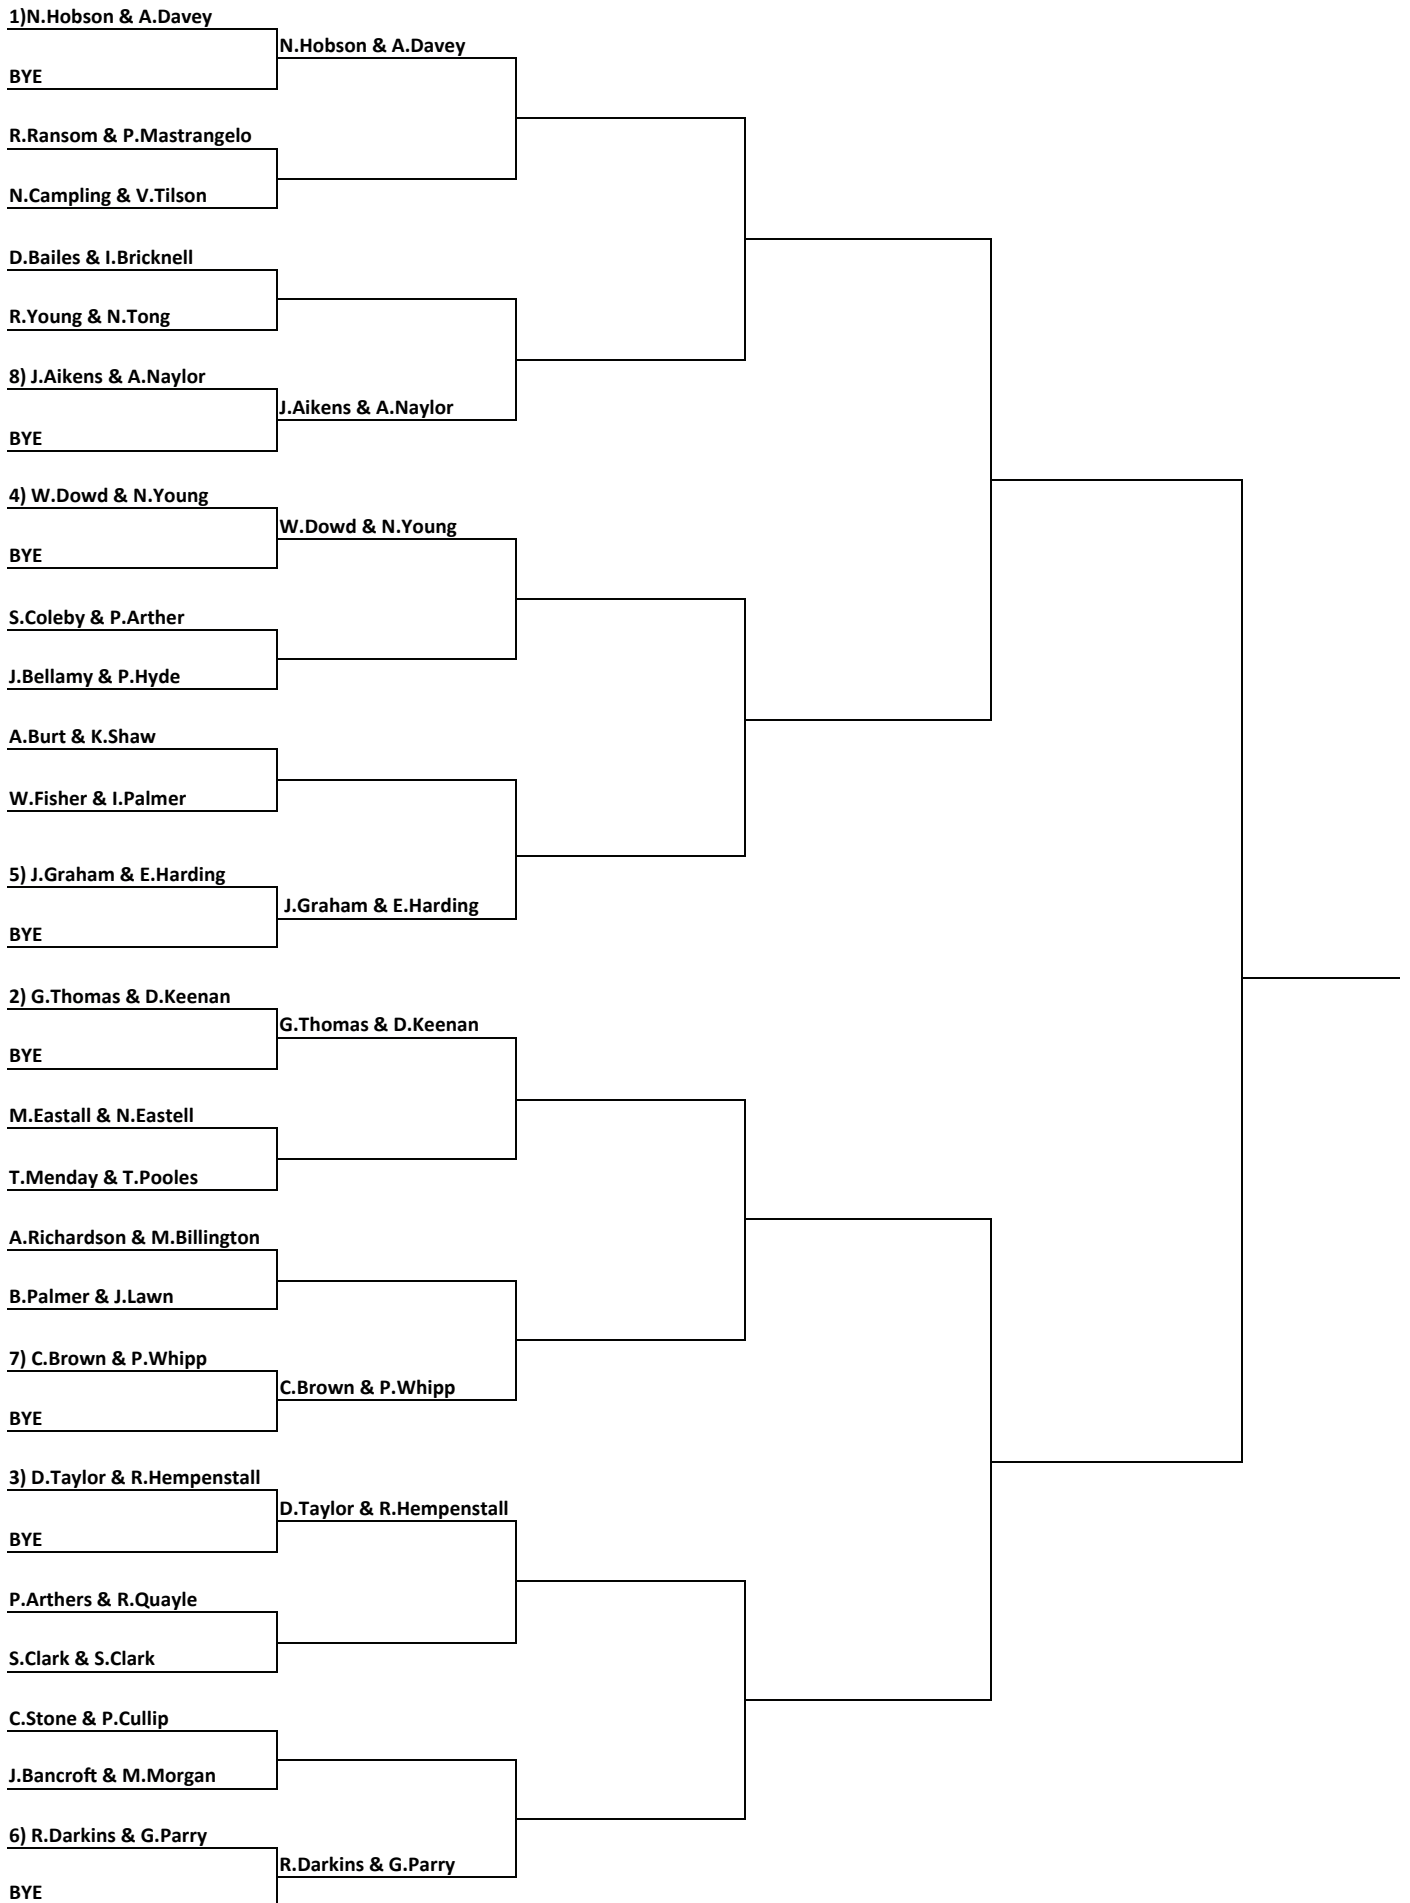 1)N.Hobson & A.Davey
N.Hobson & A.Davey
BYE
R.Ransom & P.Mastrangelo
N.Campling & V.Tilson
D.Bailes & I.Bricknell
R.Young & N.Tong
8) J.Aikens & A.Naylor
J.Aikens & A.Naylor
BYE
4) W.Dowd & N.Young
W.Dowd & N.Young
BYE
S.Coleby & P.Arther
J.Bellamy & P.Hyde
A.Burt & K.Shaw
W.Fisher & I.Palmer
5) J.Graham & E.Harding
J.Graham & E.Harding
BYE
2) G.Thomas & D.Keenan
G.Thomas & D.Keenan
BYE
M.Eastall & N.Eastell
T.Menday & T.Pooles
A.Richardson & M.Billington
B.Palmer & J.Lawn
7) C.Brown & P.Whipp
C.Brown & P.Whipp
BYE
3) D.Taylor & R.Hempenstall
D.Taylor & R.Hempenstall
BYE
P.Arthers & R.Quayle
S.Clark & S.Clark
C.Stone & P.Cullip
J.Bancroft & M.Morgan
6) R.Darkins & G.Parry
R.Darkins & G.Parry
BYE